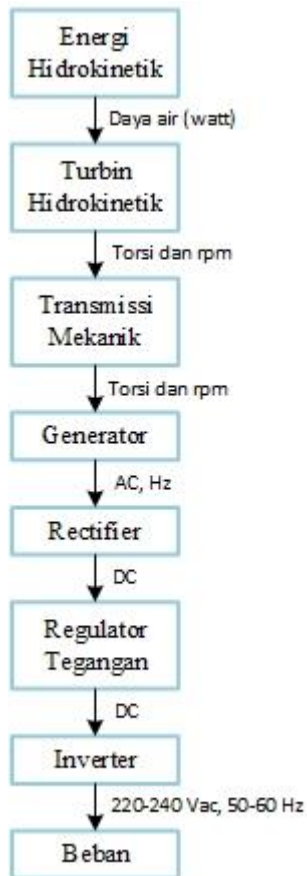 Energi
Hidrokinetik
Daya air (watt)
Turbin
Hidrokinetik
Torsi dan rpm
Transmissi
Mekanik
Torsi dan rpm
Generator
AC, Hz
Rectifier
DC
Regulator
Tegangan
DC
Inverter
220-240 Vac, 50-60 Hz
Beban